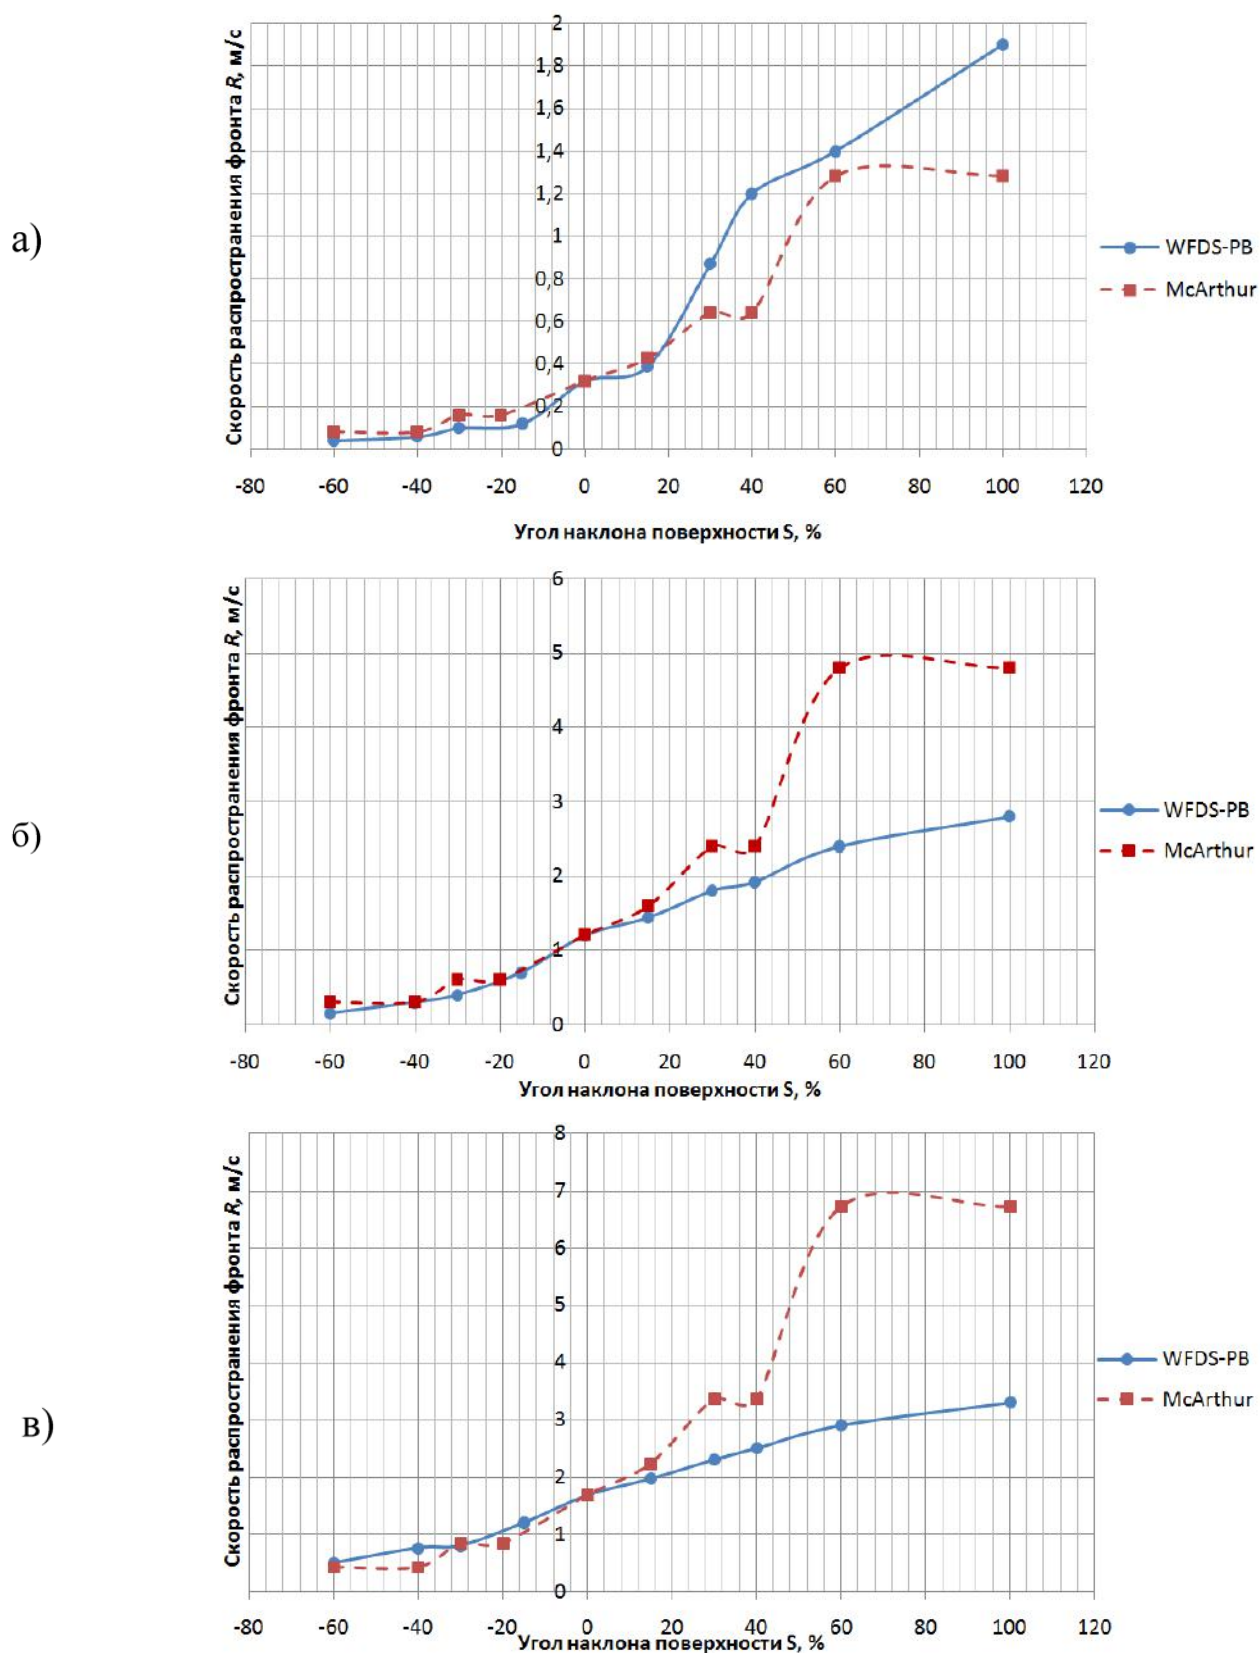 а)
Скорость распространения фронта R, м/с
2
1,8
1,6
1,4
1,2
1
0,8
0,6
0,4
0,2
0
-80 -60 -40 -20 0 20 40 60 80 100 120
Угол наклона поверхности S, %
WFDS-PB
McArthur
б)
Скорость распространения фронта R, м/с
6
5
4
3
2
1
0
-80 -60 -40 -20 0 20 40 60 80 100 120
Угол наклона поверхности S, %
WFDS-PB
McArthur
в)
Скорость распространения фронта R, м/с
8
7
6
5
4
3
2
1
0
-80 -60 -40 -20 0 20 40 60 80 100 120
Угол наклона поверхности S, %
WFDS-PB
McArthur